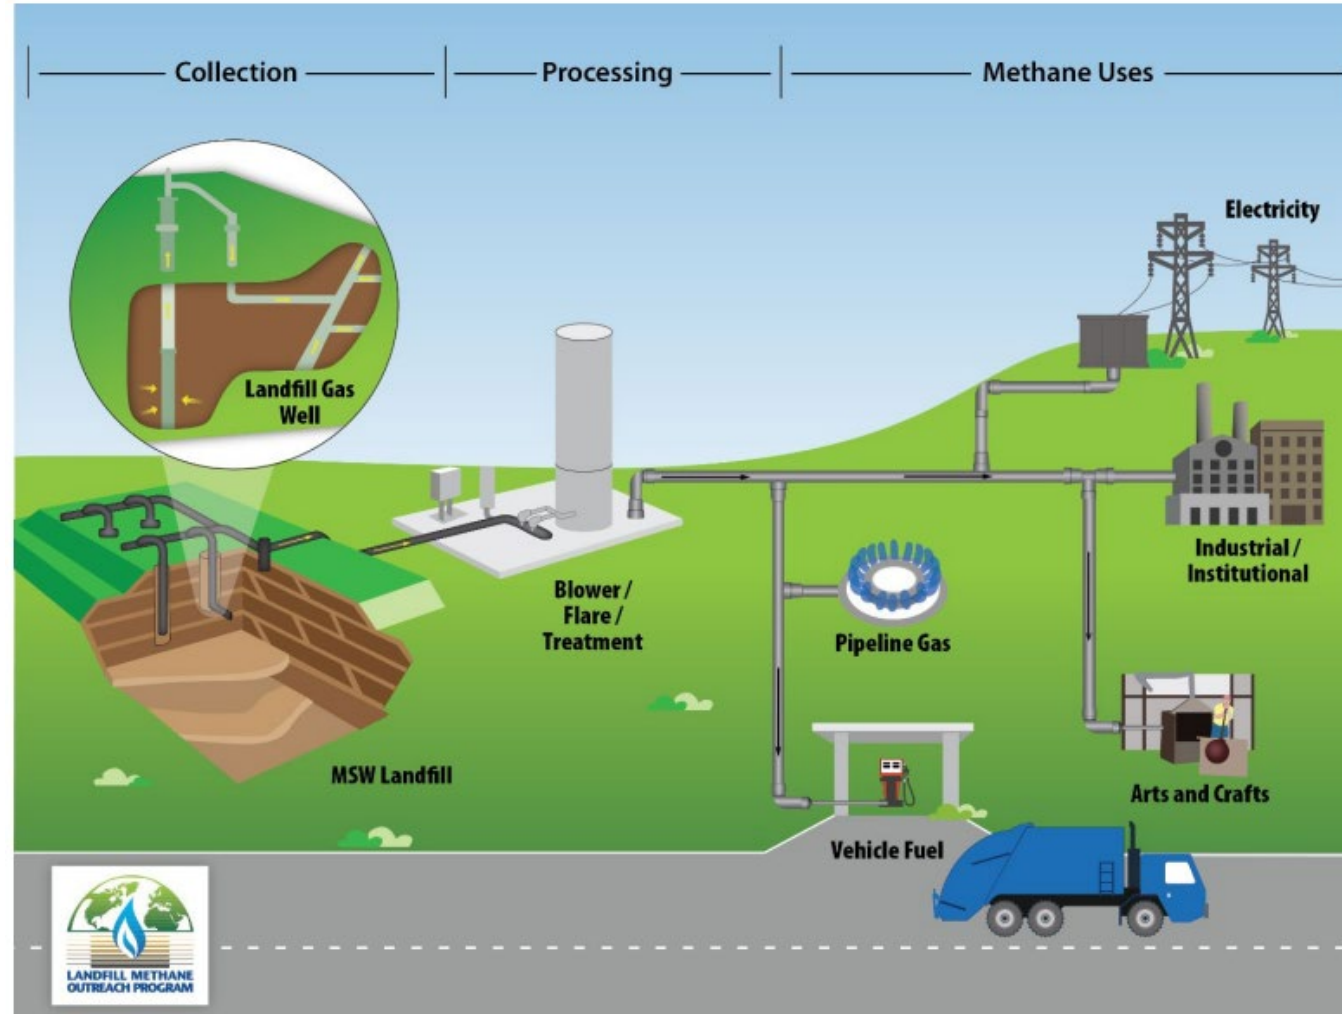 Collection
Processing
Methane Uses
Electricity
Landfill Gas
Well
Industrial /
Institutional
Blower /
Flare /
Treatment
Pipeline Gas
MSW Landfill
Arts and Crafts
Vehicle Fuel
LANDFILL METHANE
OUTREACH PROGRAM